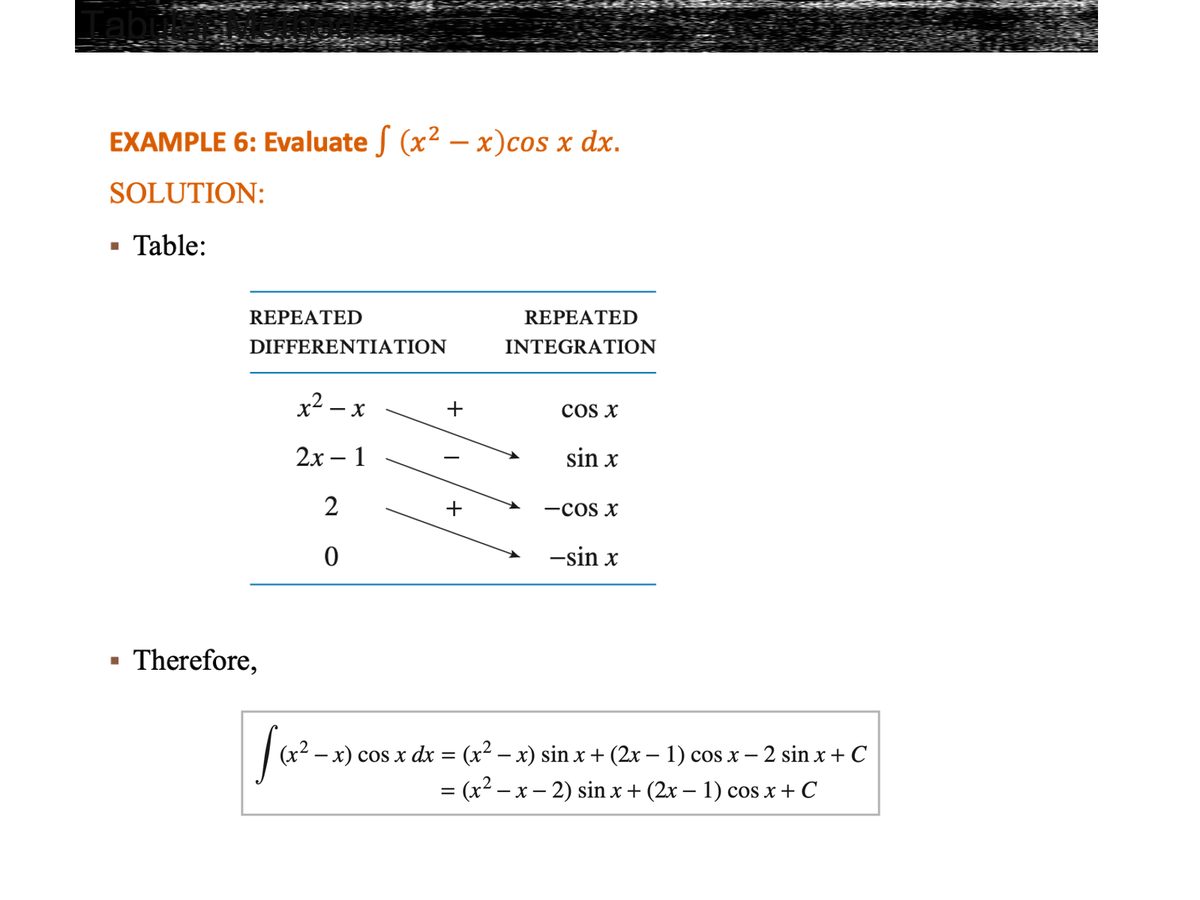 Tabular Method
EXAMPLE 6: Evaluate ∫ (x² − x)cos x dx.
SOLUTION:
▪ Table:
REPEATED DIFFERENTIATION REPEATED INTEGRATION
x² − x + cos x
2x − 1 − sin x
2 + −cos x
0 −sin x
▪ Therefore,
∫(x² − x) cos x dx = (x² − x) sin x + (2x − 1) cos x − 2 sin x + C
= (x² − x − 2) sin x + (2x − 1) cos x + C